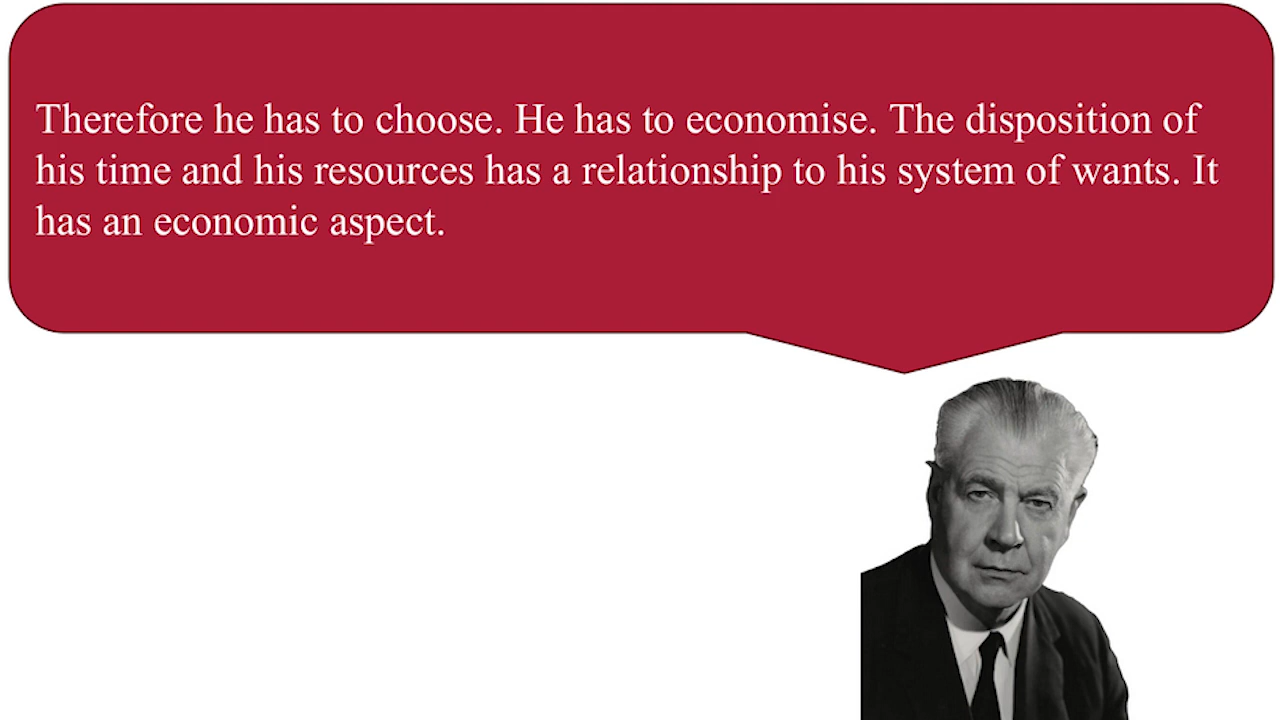 Therefore he has to choose. He has to economise. The disposition of
his time and his resources has a relationship to his system of wants. It
has an economic aspect.